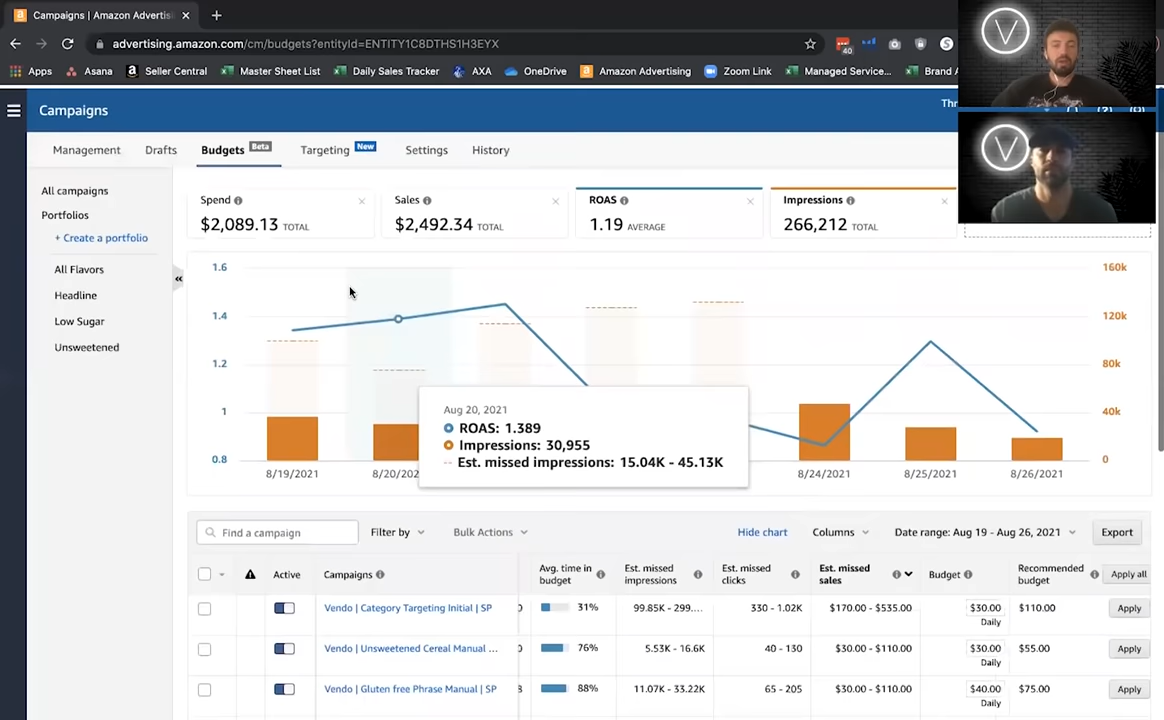 Campaigns | Amazon Advertisi
advertising.amazon.com/cm/budgets?entityId=ENTITY1C8DTHS1H3EYX
40
Apps Asana Seller Central Master Sheet List Daily Sales Tracker AXA OneDrive Amazon Advertising Zoom Link Managed Service... Brand A
V
V
Campaigns
Thr
Management Drafts Budgets Beta Targeting New Settings History
All campaigns
Portfolios
+ Create a portfolio
All Flavors
Headline
Low Sugar
Unsweetened
Spend Sales ROAS Impressions
$2,089.13 TOTAL $2,492.34 TOTAL 1.19 AVERAGE 266,212 TOTAL
1.6 160k
1.4 120k
1.2 80k
1 40k
0.8 0
Aug 20, 2021
ROAS: 1.389
Impressions: 30,955
Est. missed impressions: 15.04K - 45.13K
8/19/2021 8/20/202 8/24/2021 8/25/2021 8/26/2021
Find a campaign Filter by Bulk Actions Hide chart Columns Date range: Aug 19 - Aug 26, 2021 Export
Active Campaigns Avg. time in budget Est. missed impressions Est. missed clicks Est. missed sales Budget Recommended budget Apply all
Vendo | Category Targeting Initial | SP 31% 99.85K - 299.... 330 - 1.02K $170.00 - $535.00 $30.00 Daily $110.00 Apply
Vendo | Unsweetened Cereal Manual ... 76% 5.53K - 16.6K 40 - 130 $30.00 - $110.00 $30.00 Daily $55.00 Apply
Vendo | Gluten free Phrase Manual | SP 88% 11.07K - 33.22K 65 - 205 $30.00 - $110.00 $40.00 Daily $75.00 Apply